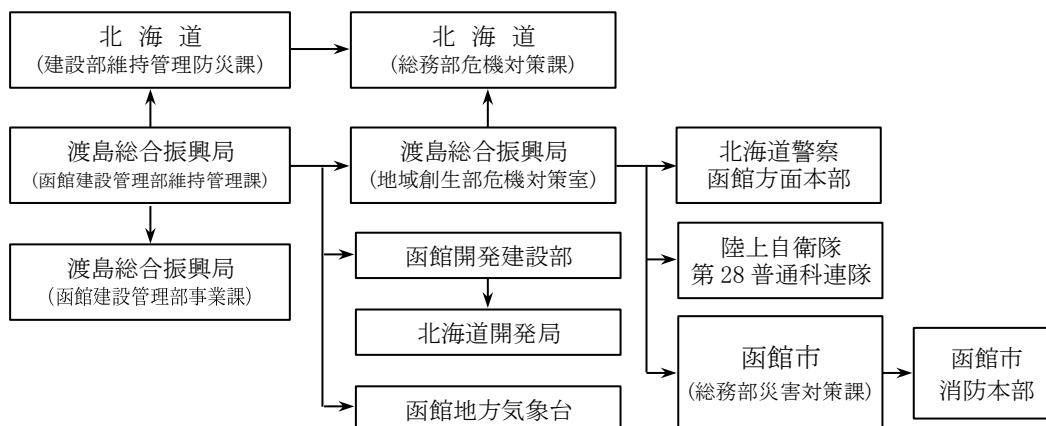 北 海 道
(建設部維持管理防災課)
北 海 道
(総務部危機対策課)
渡島総合振興局
(函館建設管理部維持管理課)
渡島総合振興局
(地域創生部危機対策室)
北海道警察
函館方面本部
渡島総合振興局
(函館建設管理部事業課)
函館開発建設部
陸上自衛隊
第 28 普通科連隊
北海道開発局
函館市
(総務部災害対策課)
函館市
消防本部
函館地方気象台